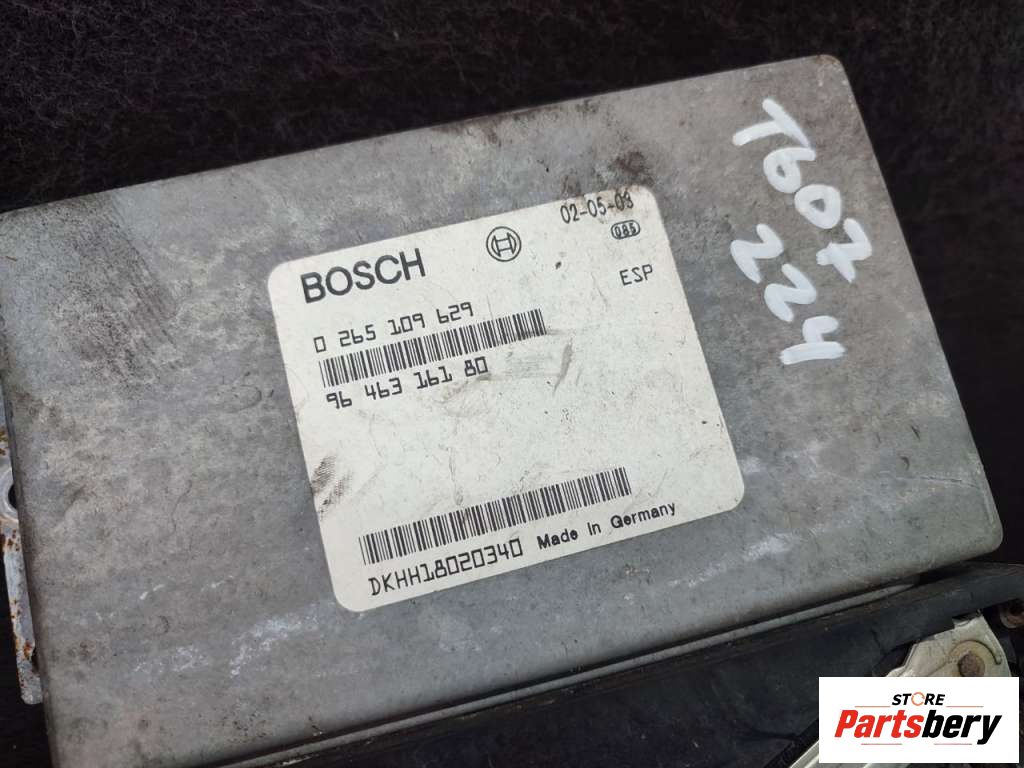 BOSCH
02-05-03
085
ESP
0 265 109 629
96 463 161 80
DKHH18020340 Made in Germany
T607
224
STORE
Partsbery